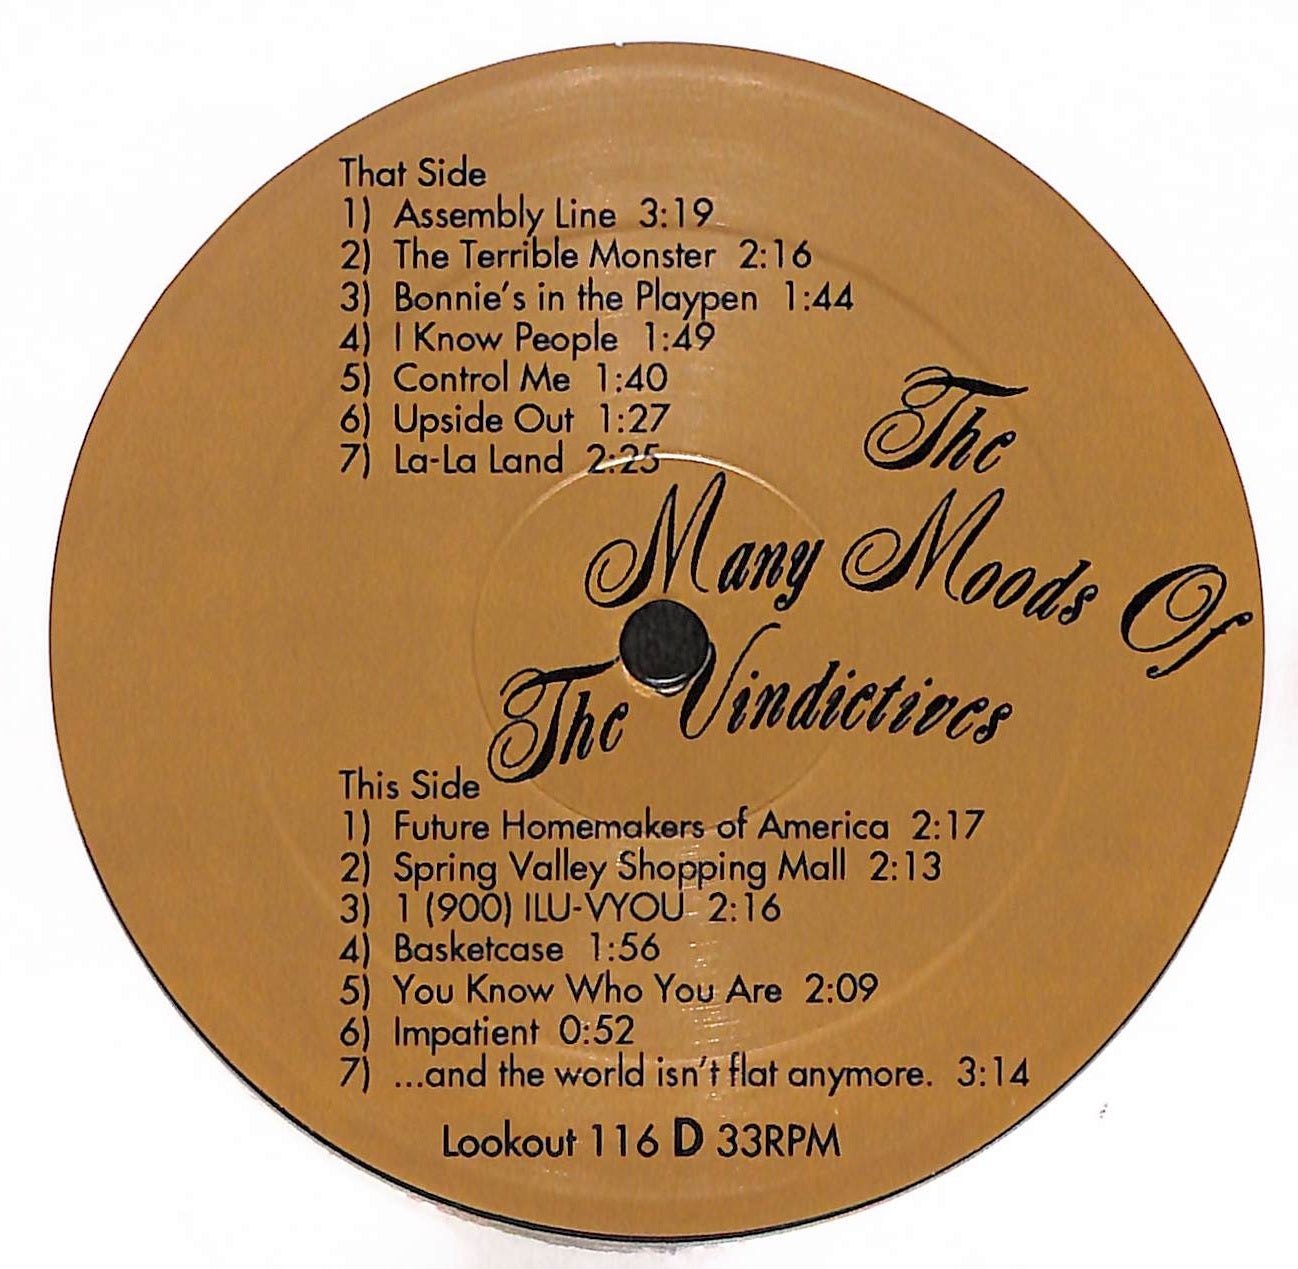 That Side
1) Assembly Line 3:19
2) The Terrible Monster 2:16
3) Bonnie's in the Playpen 1:44
4) I Know People 1:49
5) Control Me 1:40
6) Upside Out 1:27
7) La-La Land 2:25
The
Many Moods Of
The Vindictives
This Side
1) Future Homemakers of America 2:17
2) Spring Valley Shopping Mall 2:13
3) 1 (900) ILU-VYOU 2:16
4) Basketcase 1:56
5) You Know Who You Are 2:09
6) Impatient 0:52
7) ...and the world isn't flat anymore. 3:14
Lookout 116 D 33RPM